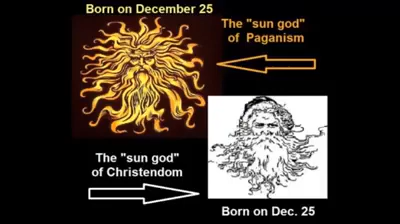 Born on December 25
The "sun god"
of Paganism
The "sun god"
of Christendom
Born on Dec. 25